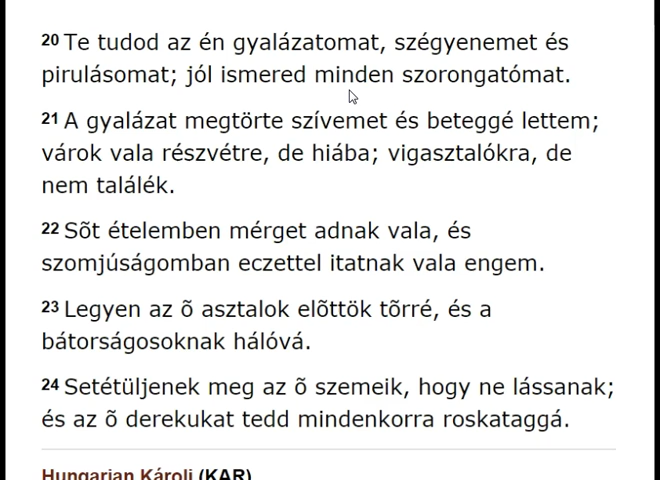 20 Te tudod az én gyalázatomat, szégyenemet és
pirulásomat; jól ismered minden szorongatómat.
21 A gyalázat megtörte szívemet és beteggé lettem;
várok vala részvétre, de hiába; vigasztalókra, de
nem találék.
22 Sõt ételemben mérget adnak vala, és
szomjúságomban eczettel itatnak vala engem.
23 Legyen az õ asztalok elõttök tõrré, és a
bátorságosoknak hálóvá.
24 Setétüljenek meg az õ szemeik, hogy ne lássanak;
és az õ derekukat tedd mindenkorra roskataggá.
Hungarian Károli (KAR)